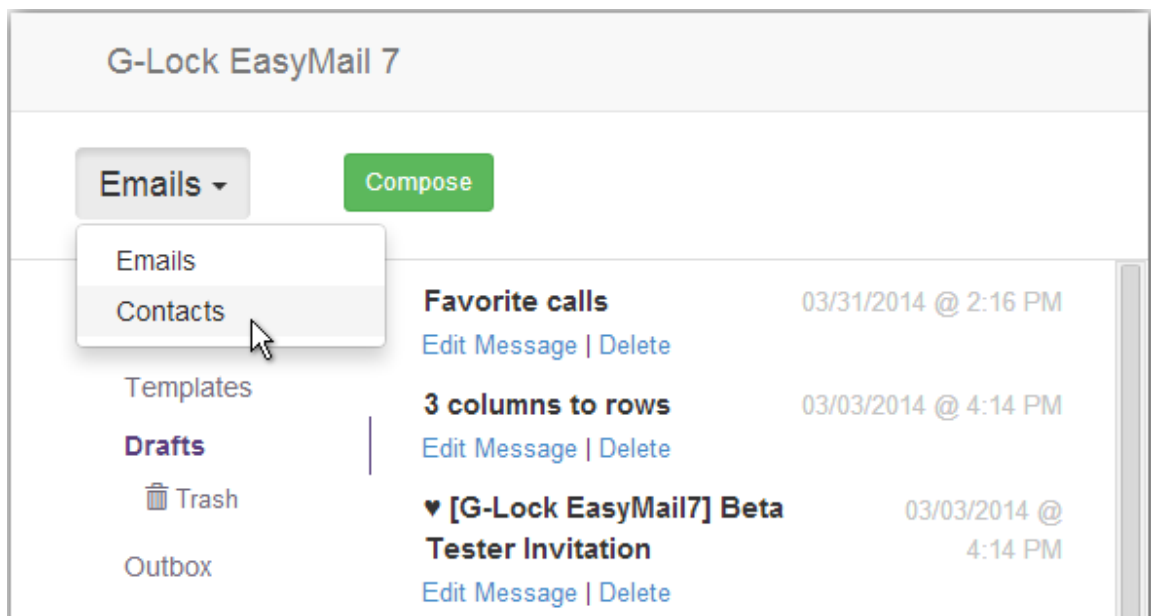 G-Lock EasyMail 7
Emails
Compose
Emails
Contacts
Templates
Drafts
Trash
Outbox
Favorite calls 03/31/2014 @ 2:16 PM
Edit Message | Delete
3 columns to rows 03/03/2014 @ 4:14 PM
Edit Message | Delete
♥ [G-Lock EasyMail7] Beta 03/03/2014 @
Tester Invitation 4:14 PM
Edit Message | Delete